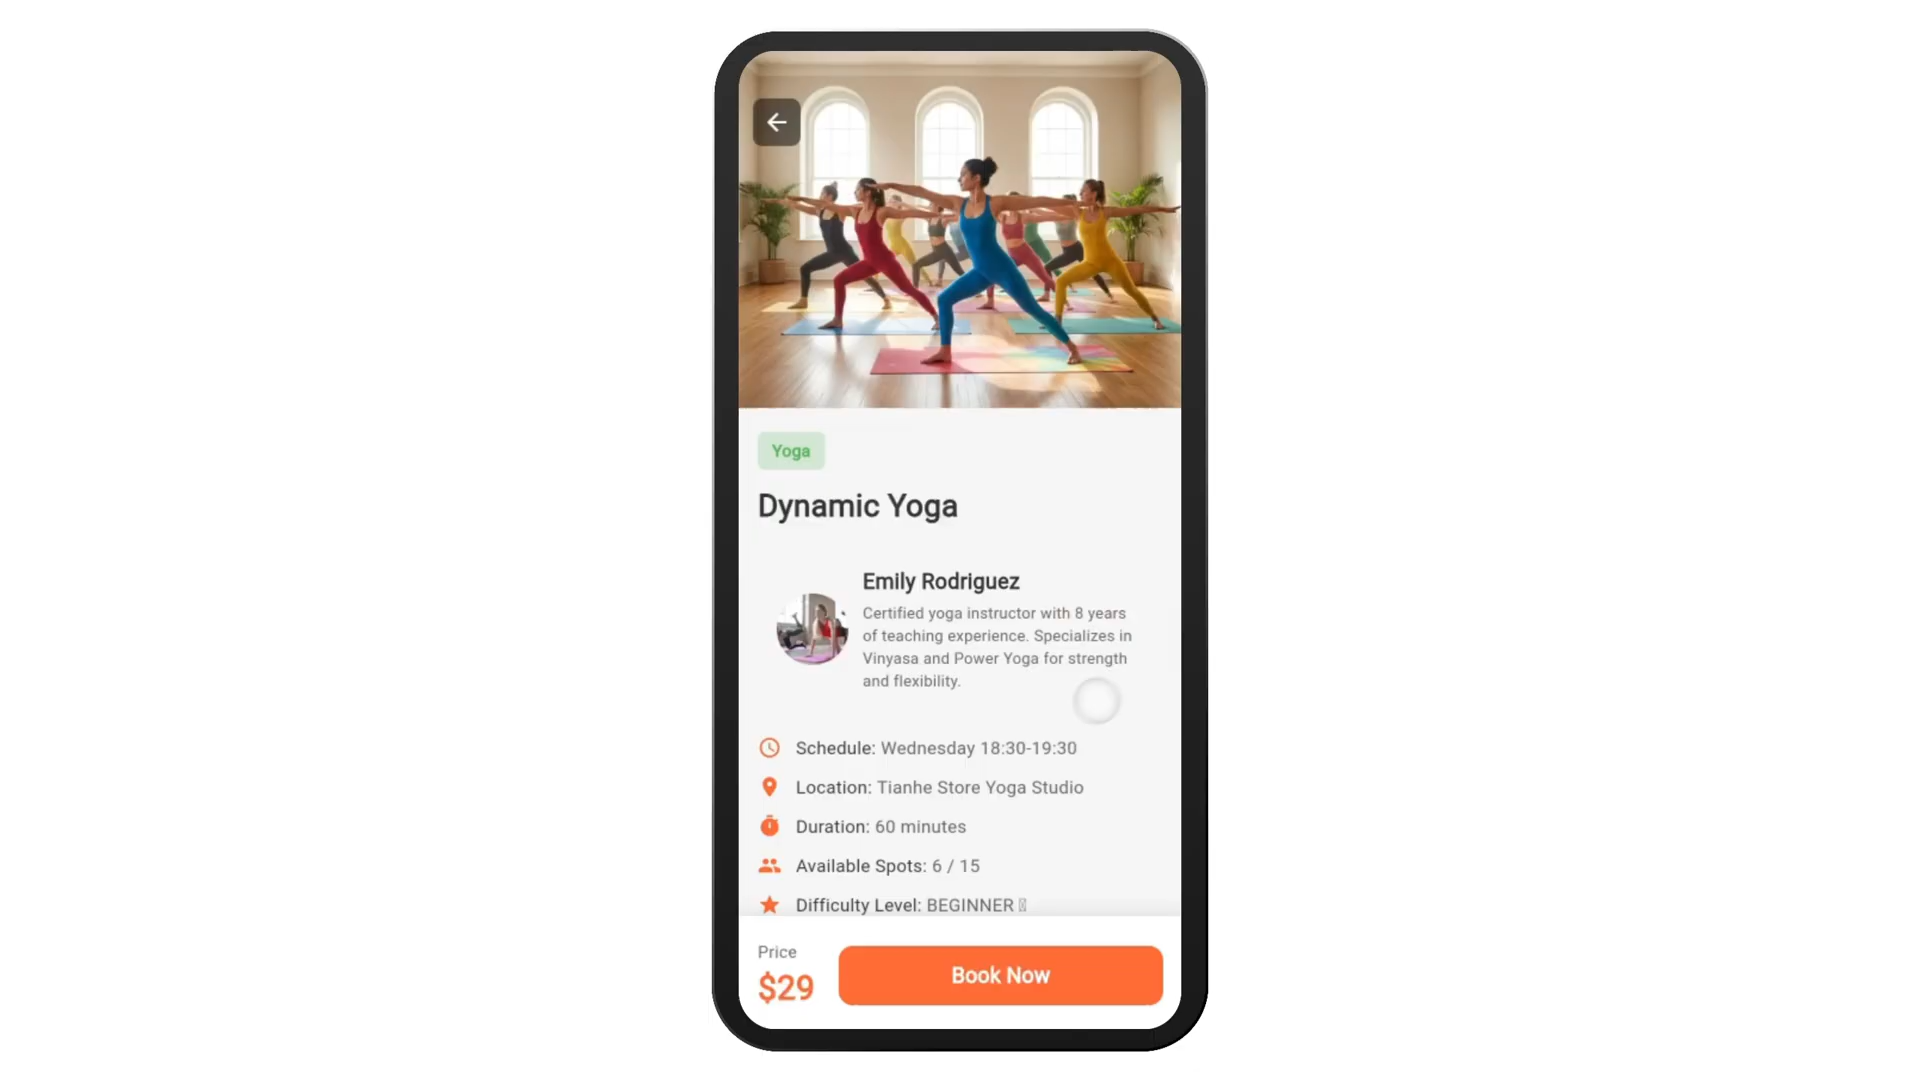 Yoga
Dynamic Yoga
Emily Rodriguez
Certified yoga instructor with 8 years
of teaching experience. Specializes in
Vinyasa and Power Yoga for strength
and flexibility.
Schedule: Wednesday 18:30-19:30
Location: Tianhe Store Yoga Studio
Duration: 60 minutes
Available Spots: 6 / 15
Difficulty Level: BEGINNER
Price
$29
Book Now